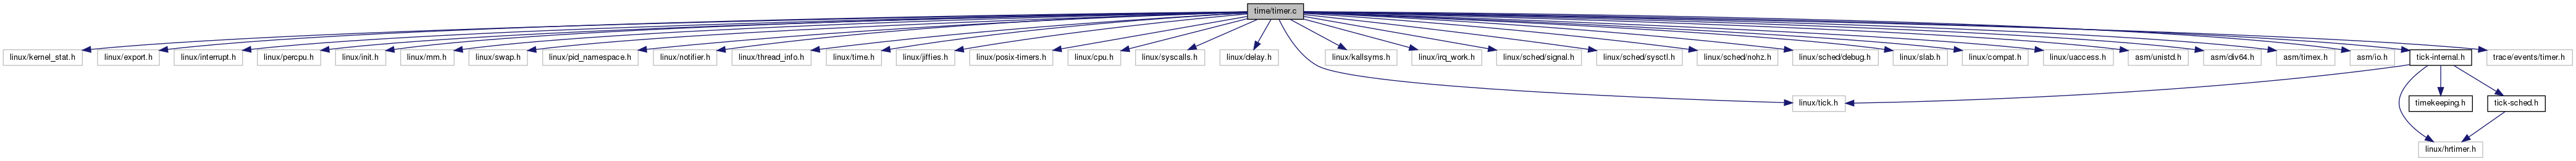 time/timer.c
linux/kernel_stat.h
linux/export.h
linux/interrupt.h
linux/percpu.h
linux/init.h
linux/mm.h
linux/swap.h
linux/pid_namespace.h
linux/notifier.h
linux/thread_info.h
linux/time.h
linux/jiffies.h
linux/posix-timers.h
linux/cpu.h
linux/syscalls.h
linux/delay.h
linux/kallsyms.h
linux/irq_work.h
linux/sched/signal.h
linux/sched/sysctl.h
linux/sched/nohz.h
linux/sched/debug.h
linux/slab.h
linux/compat.h
linux/uaccess.h
asm/unistd.h
asm/div64.h
asm/timex.h
asm/io.h
tick-internal.h
trace/events/timer.h
linux/tick.h
timekeeping.h
tick-sched.h
linux/hrtimer.h